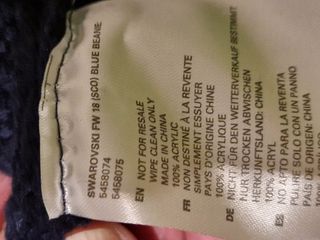 SWAROVSKI FW 18 (SCO) BLUE BEANIE
5458074
5458075
EN NOT FOR RESALE
WIPE CLEAN ONLY
MADE IN CHINA
100% ACRYLIC
FR NON DESTINÉ À LA REVENTE
SIMPLEMENT ESSUYER
PAYS D'ORIGINE: CHINE
100% ACRYLIQUE
DE NICHT FÜR DEN WEITERVERKAUF BESTIMMT
NUR TROCKEN ABWISCHEN
HERKUNFTSLAND: CHINA
100% ACRYL
ES NO APTO PARA LA REVENTA
PLARE SOLO CON UN PANNO
PAÍS DE ORIGEN: CHINA
100%